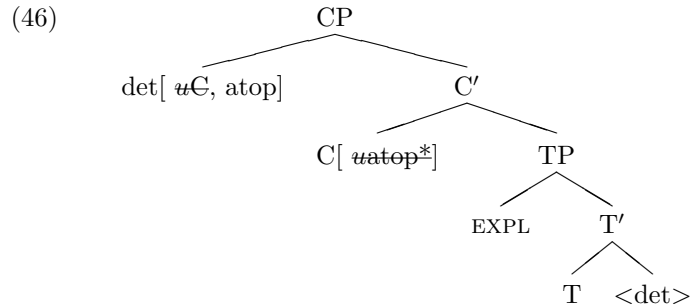 (46) CP
det[ uC, atop] C′
C[ uatop*] TP
EXPL T′
T <det>